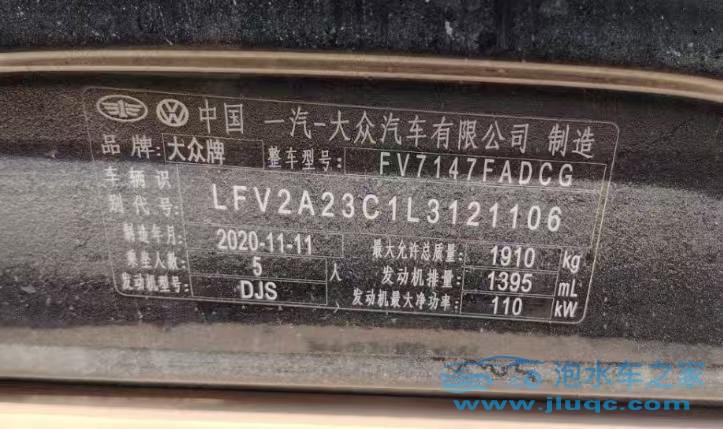 中国 一汽-大众汽车有限公司 制造
品牌: 大众牌 整车型号: FV7147FADCG
车辆识别代号: LFV2A23C1L3121106
制造年月: 2020-11-11 最大允许总质量: 1910 kg
乘坐人数: 5 人 发动机排量: 1395 mL
发动机型号: DJS 发动机最大净功率: 110 kW
泡水车之家
www.jluqc.com